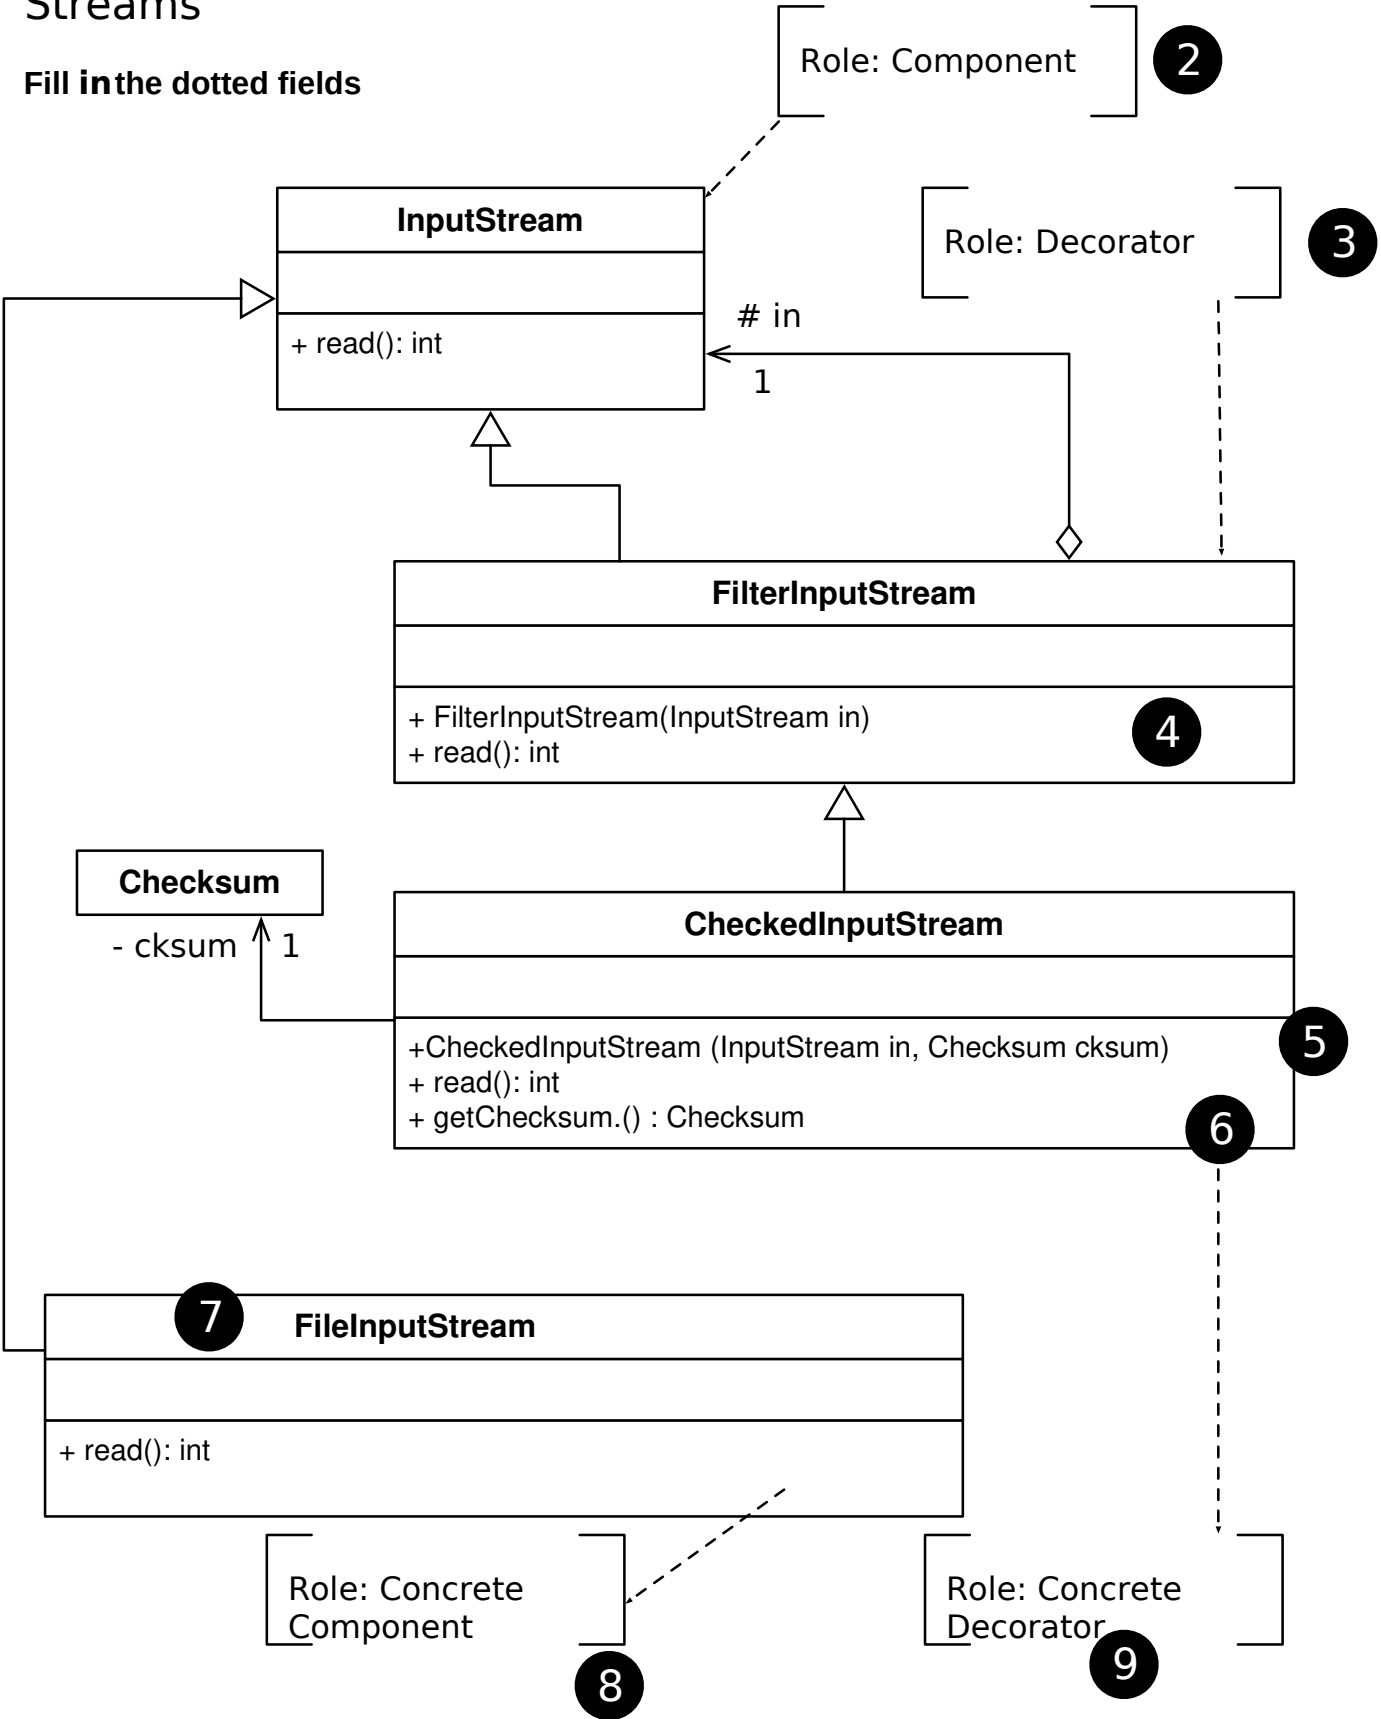 Streams
Fill in the dotted fields
Role: Component
2
InputStream
Role: Decorator
3
# in
+ read(): int
1
FilterInputStream
+ FilterInputStream(InputStream in)
4
+ read(): int
Checksum
CheckedInputStream
- cksum
1
+CheckedInputStream (InputStream in, Checksum cksum)
5
+ read(): int
+ getChecksum.() : Checksum
6
7
FileInputStream
+ read(): int
Role: Concrete
Component
8
Role: Concrete
Decorator
9